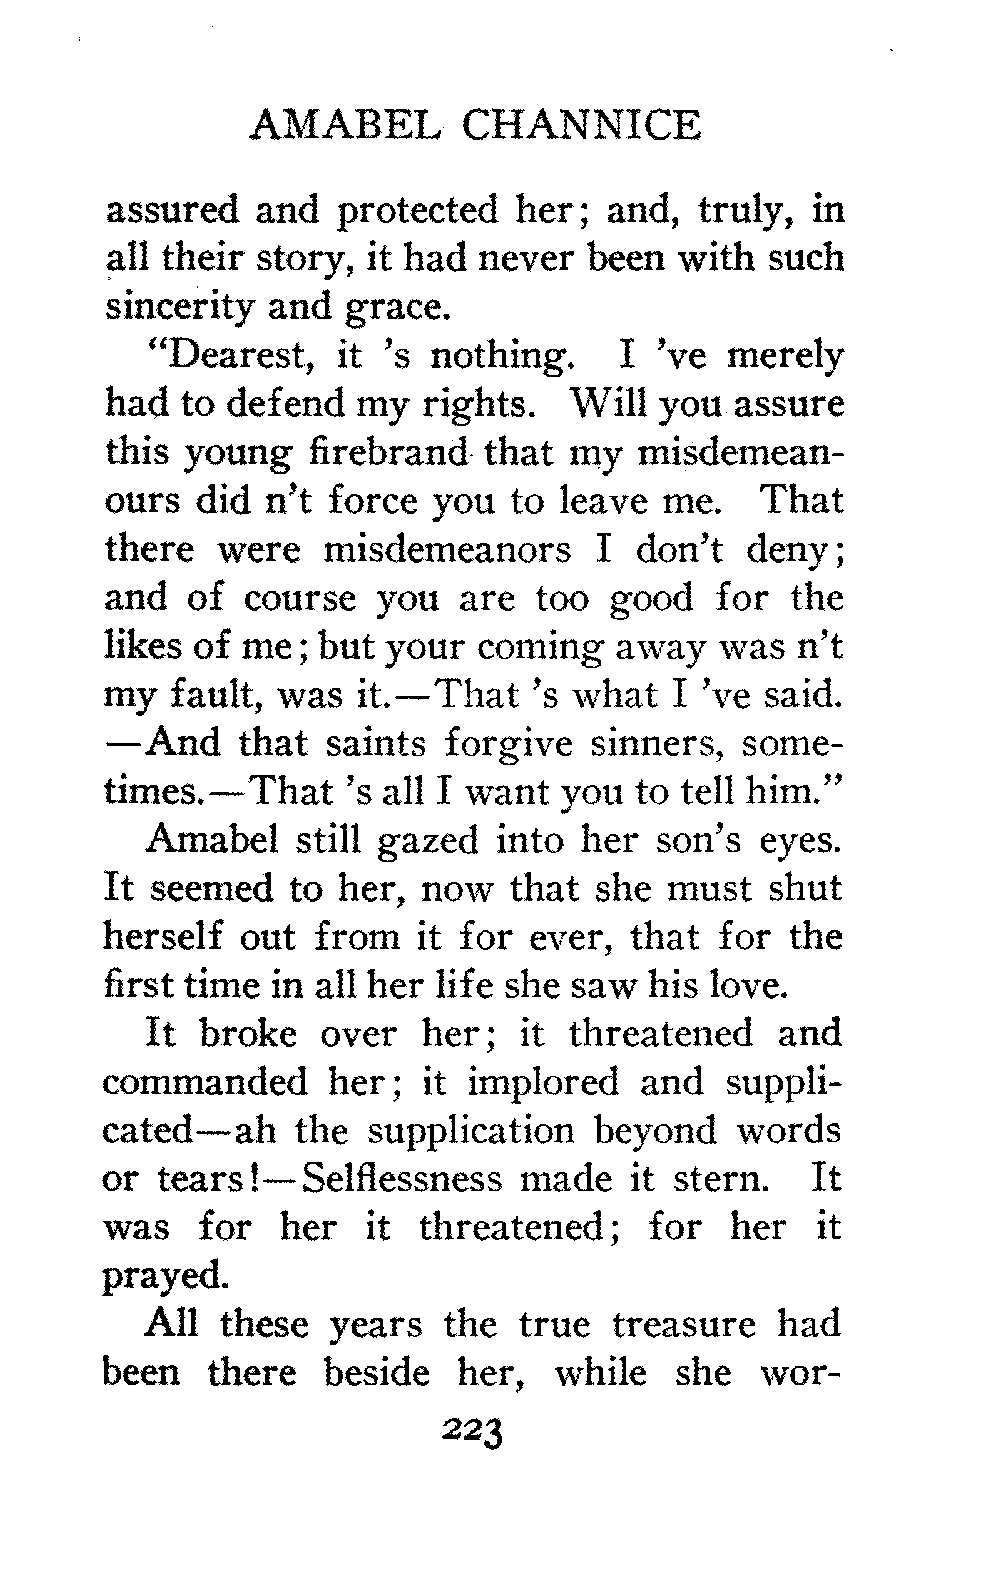 AMABEL CHANNICE
assured and protected her; and, truly, in
all their story, it had never been with such
sincerity and grace.
“Dearest, it ’s nothing. I ’ve merely
had to defend my rights. Will you assure
this young firebrand that my misdemean-
ours did n’t force you to leave me. That
there were misdemeanors I don’t deny;
and of course you are too good for the
likes of me; but your coming away was n’t
my fault, was it.—That ’s what I ’ve said.
—And that saints forgive sinners, some-
times.—That ’s all I want you to tell him.”
Amabel still gazed into her son’s eyes.
It seemed to her, now that she must shut
herself out from it for ever, that for the
first time in all her life she saw his love.
It broke over her; it threatened and
commanded her; it implored and suppli-
cated—ah the supplication beyond words
or tears!—Selflessness made it stern. It
was for her it threatened; for her it
prayed.
All these years the true treasure had
been there beside her, while she wor-
223